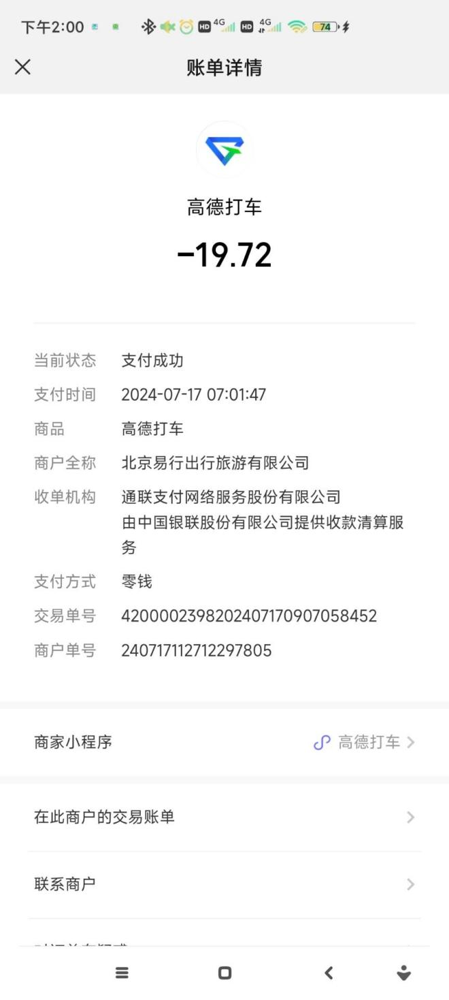 下午2:00 HD 4G HD 4G 74
账单详情
高德打车
-19.72
当前状态 支付成功
支付时间 2024-07-17 07:01:47
商品 高德打车
商户全称 北京易行出行旅游有限公司
收单机构 通联支付网络服务股份有限公司
由中国银联股份有限公司提供收款清算服
务
支付方式 零钱
交易单号 4200002398202407170907058452
商户单号 240717112712297805
商家小程序 高德打车
在此商户的交易账单
联系商户